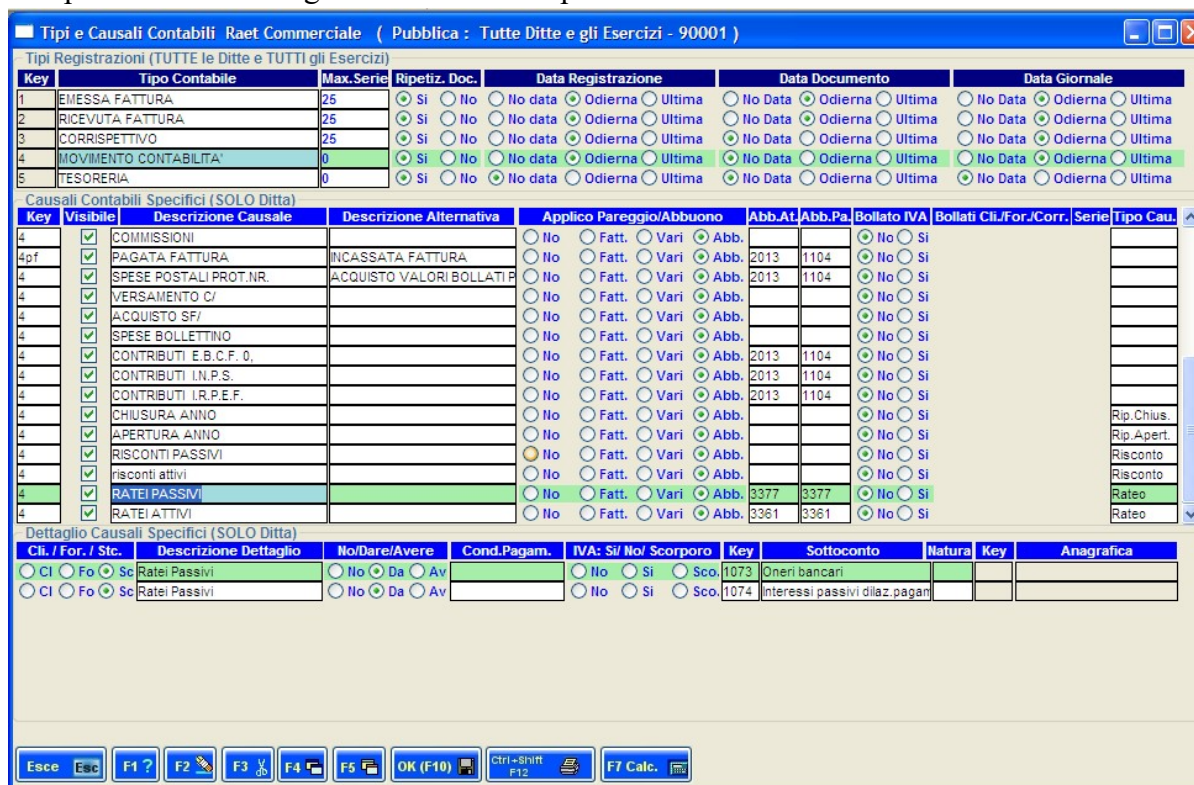 Tipi e Causali Contabili Raet Commerciale ( Pubblica : Tutte Ditte e gli Esercizi - 90001 )
Tipi Registrazioni (TUTTE le Ditte e TUTTI gli Esercizi)
Key Tipo Contabile Max.Serie Ripetiz. Doc. Data Registrazione Data Documento Data Giornale
1 EMESSA FATTURA 25 Si No No data Odierna Ultima No Data Odierna Ultima No Data Odierna Ultima
2 RICEVUTA FATTURA 25 Si No No data Odierna Ultima No Data Odierna Ultima No Data Odierna Ultima
3 CORRISPETTIVO 25 Si No No data Odierna Ultima No Data Odierna Ultima No Data Odierna Ultima
4 MOVIMENTO CONTABILITA' 0 Si No No data Odierna Ultima No Data Odierna Ultima No Data Odierna Ultima
5 TESORERIA 0 Si No No data Odierna Ultima No Data Odierna Ultima No Data Odierna Ultima
Causali Contabili Specifici (SOLO Ditta)
Key Visibile Descrizione Causale Descrizione Alternativa Applico Pareggio/Abbuono Abb.At. Abb.Pa. Bollato IVA Bollati Cli./For./Corr. Serie Tipo Cau.
4 COMMISSIONI No Fatt. Vari Abb. No Si
4pf PAGATA FATTURA INCASSATA FATTURA No Fatt. Vari Abb. 2013 1104 No Si
4 SPESE POSTALI PROT.NR. ACQUISTO VALORI BOLLATI P No Fatt. Vari Abb. 2013 1104 No Si
4 VERSAMENTO C/ No Fatt. Vari Abb. No Si
4 ACQUISTO SF/ No Fatt. Vari Abb. No Si
4 SPESE BOLLETTINO No Fatt. Vari Abb. No Si
4 CONTRIBUTI E.B.C.F. 0, No Fatt. Vari Abb. 2013 1104 No Si
4 CONTRIBUTI I.N.P.S. No Fatt. Vari Abb. 2013 1104 No Si
4 CONTRIBUTI I.R.P.E.F. No Fatt. Vari Abb. 2013 1104 No Si
4 CHIUSURA ANNO No Fatt. Vari Abb. No Si Rip.Chius.
4 APERTURA ANNO No Fatt. Vari Abb. No Si Rip.Apert.
4 RISCONTI PASSIVI No Fatt. Vari Abb. No Si Risconto
4 risconti attivi No Fatt. Vari Abb. No Si Risconto
4 RATEI PASSIVI No Fatt. Vari Abb. 3377 3377 No Si Rateo
4 RATEI ATTIVI No Fatt. Vari Abb. 3361 3361 No Si Rateo
Dettaglio Causali Specifici (SOLO Ditta)
Cli. / For. / Stc. Descrizione Dettaglio No/Dare/Avere Cond.Pagam. IVA: Si/ No/ Scorporo Key Sottoconto Natura Key Anagrafica
Cl Fo Sc Ratei Passivi No Da Av No Si Sco. 1073 Oneri bancari
Cl Fo Sc Ratei Passivi No Da Av No Si Sco. 1074 Interessi passivi dilaz.pagam
Esce Esc F1 ? F2 F3 F4 F5 OK (F10) Ctrl+Shift F12 F7 Calc.